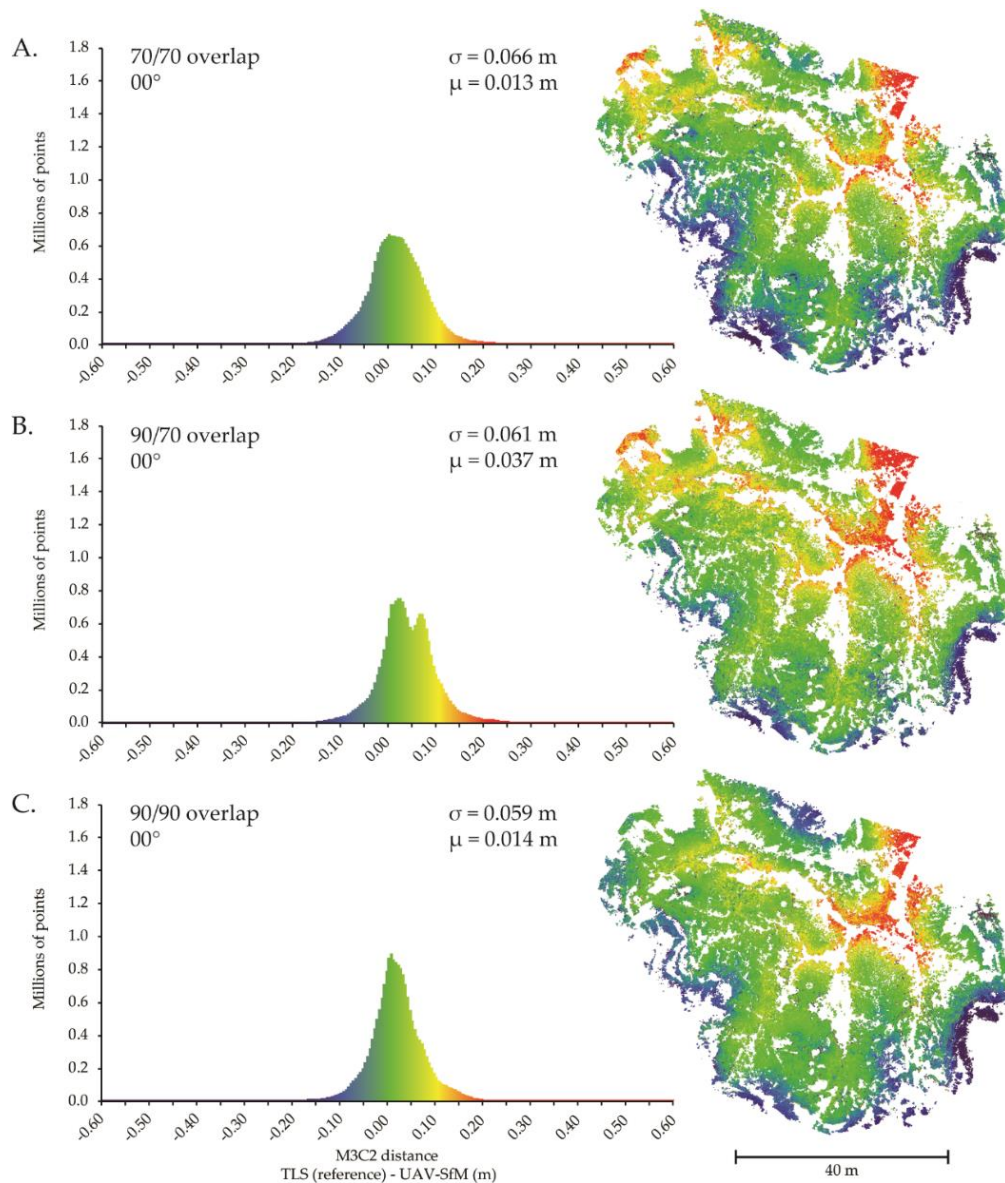 A.
70/70 overlap
00°
σ = 0.066 m
μ = 0.013 m
Millions of points
1.8
1.6
1.4
1.2
1.0
0.8
0.6
0.4
0.2
0.0
-0.60 -0.50 -0.40 -0.30 -0.20 -0.10 0.00 0.10 0.20 0.30 0.40 0.50 0.60
B.
90/70 overlap
00°
σ = 0.061 m
μ = 0.037 m
Millions of points
1.8
1.6
1.4
1.2
1.0
0.8
0.6
0.4
0.2
0.0
-0.60 -0.50 -0.40 -0.30 -0.20 -0.10 0.00 0.10 0.20 0.30 0.40 0.50 0.60
C.
90/90 overlap
00°
σ = 0.059 m
μ = 0.014 m
Millions of points
1.8
1.6
1.4
1.2
1.0
0.8
0.6
0.4
0.2
0.0
-0.60 -0.50 -0.40 -0.30 -0.20 -0.10 0.00 0.10 0.20 0.30 0.40 0.50 0.60
M3C2 distance
TLS (reference) - UAV-SfM (m)
40 m